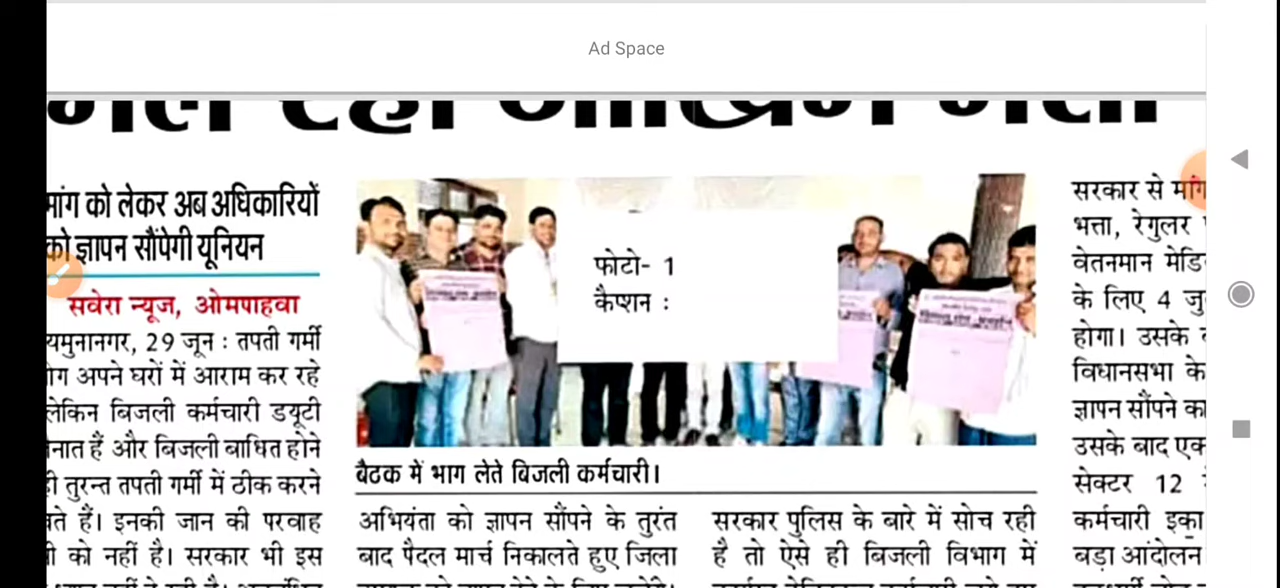 Ad Space
मांग को लेकर अब अधिकारियों
को ज्ञापन सौंपेगी यूनियन
सवेरा न्यूज, ओमपाहवा
यमुनानगर, 29 जून : तपती गर्मी
अपने घरों में आराम कर रहे
लेकिन बिजली कर्मचारी डयूटी
हैं और बिजली बाधित होने
तुरन्त तपती गर्मी में ठीक करने
हैं। इनकी जान की परवाह
को नहीं है। सरकार भी इस
फोटो- 1
कैप्शन :
बैठक में भाग लेते बिजली कर्मचारी।
अभियंता को ज्ञापन सौंपने के तुरंत
बाद पैदल मार्च निकालते हुए जिला
सरकार पुलिस के बारे में सोच रही
है तो ऐसे ही बिजली विभाग में
सरकार से
भत्ता, रेगुलर
वेतनमान
के लिए 4
होगा। उसके
विधानसभा के
ज्ञापन सौंपने
उसके बाद
सेक्टर 12
कर्मचारी
बड़ा आंदोलन